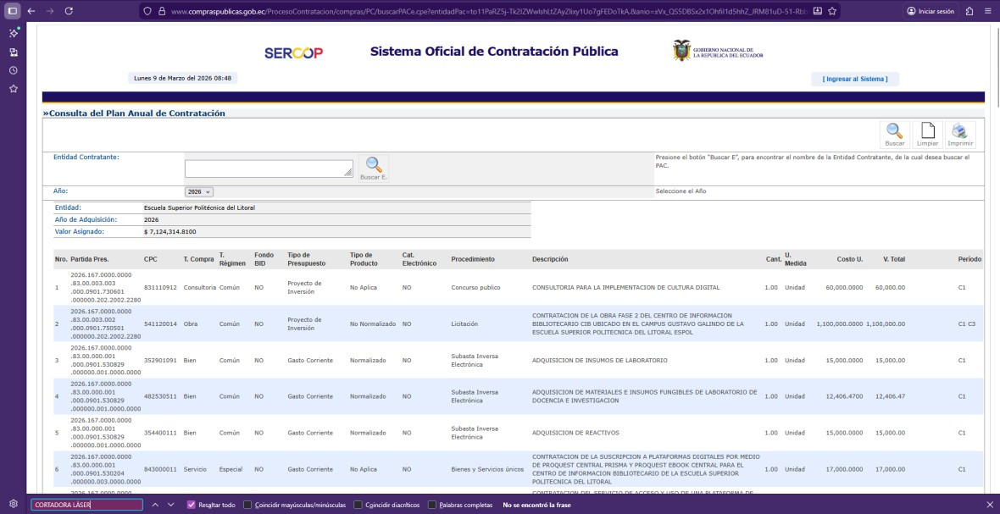 www.compraspublicas.gob.ec/ProcesoContratacion/compras/PC/buscarPACe.cpe?entidadPac=
Iniciar sesión
SERCOP
Sistema Oficial de Contratación Pública
GOBIERNO NACIONAL DE
LA REPUBLICA DEL ECUADOR
Lunes 9 de Marzo del 2026 08:48
[ Ingresar al Sistema ]
»Consulta del Plan Anual de Contratación
Buscar Limpiar Imprimir
Entidad Contratante:
Buscar E.
Presione el botón "Buscar E", para encontrar el nombre de la Entidad Contratante, de la cual desea buscar el
PAC.
Año: 2026 Seleccione el Año
Entidad: Escuela Superior Politécnica del Litoral
Año de Adquisición: 2026
Valor Asignado: $ 7,124,314.8100
Nro. Partida Pres. CPC T. Compra T. Régimen Fondo BID Tipo de Presupuesto Tipo de Producto Cat. Electrónico Procedimiento Descripción Cant. U. Medida Costo U. V. Total Período
2026.167.0000.0000
.83.00.003.003
1 831110912 Consultoria Común NO Proyecto de Inversión No Aplica NO Concurso publico CONSULTORIA PARA LA IMPLEMENTACION DE CULTURA DIGITAL 1.00 Unidad 60,000.0000 60,000.00 C1
.000.0901.730601
.000000.202.2002.2280
2026.167.0000.0000
.83.00.003.002
CONTRATACION DE LA OBRA FASE 2 DEL CENTRO DE INFORMACION
2 541120014 Obra Común NO Proyecto de Inversión No Normalizado NO Licitación BIBLIOTECARIO CIB UBICADO EN EL CAMPUS GUSTAVO GALINDO DE LA 1.00 Unidad 1,100,000.0000 1,100,000.00 C1 C3
.000.0901.750501
ESCUELA SUPERIOR POLITECNICA DEL LITORAL ESPOL
.000000.202.2002.2280
2026.167.0000.0000
.83.00.000.001
3 352901091 Bien Común NO Gasto Corriente Normalizado NO Subasta Inversa Electrónica ADQUISICION DE INSUMOS DE LABORATORIO 1.00 Unidad 15,000.0000 15,000.00 C1
.000.0901.530829
.000000.001.0000.0000
2026.167.0000.0000
.83.00.000.001
ADQUISICION DE MATERIALES E INSUMOS FUNGIBLES DE LABORATORIO DE
4 482530511 Bien Común NO Gasto Corriente Normalizado NO Subasta Inversa Electrónica DOCENCIA E INVESTIGACION 1.00 Unidad 12,406.4700 12,406.47 C1
.000.0901.530829
.000000.001.0000.0000
2026.167.0000.0000
.83.00.000.001
5 354400111 Bien Común NO Gasto Corriente Normalizado NO Subasta Inversa Electrónica ADQUISICION DE REACTIVOS 1.00 Unidad 15,000.0000 15,000.00 C1
.000.0901.530829
.000000.001.0000.0000
2026.167.0000.0000
CONTRATACION DE LA SUSCRIPCION A PLATAFORMAS DIGITALES POR MEDIO
.83.00.000.001
DE PROQUEST CENTRAL PRISMA Y PROQUEST EBOOK CENTRAL PARA EL
6 843000011 Servicio Especial NO Gasto Corriente No Aplica NO Bienes y Servicios únicos CENTRO DE INFORMACION BIBLIOTECARIO DE LA ESCUELA SUPERIOR 1.00 Unidad 17,000.0000 17,000.00 C1
.000.0901.530204
POLITECNICA DEL LITORAL
.000000.003.0000.0000
2026.167.0000.0000 CONTRATACION DEL SERVICIO DE ACCESO Y USO DE UNA PLATAFORMA DE
CORTADORA LÁSER Resaltar todo Coincidir mayúsculas/minúsculas Coincidir diacríticos Palabras completas No se encontró la frase